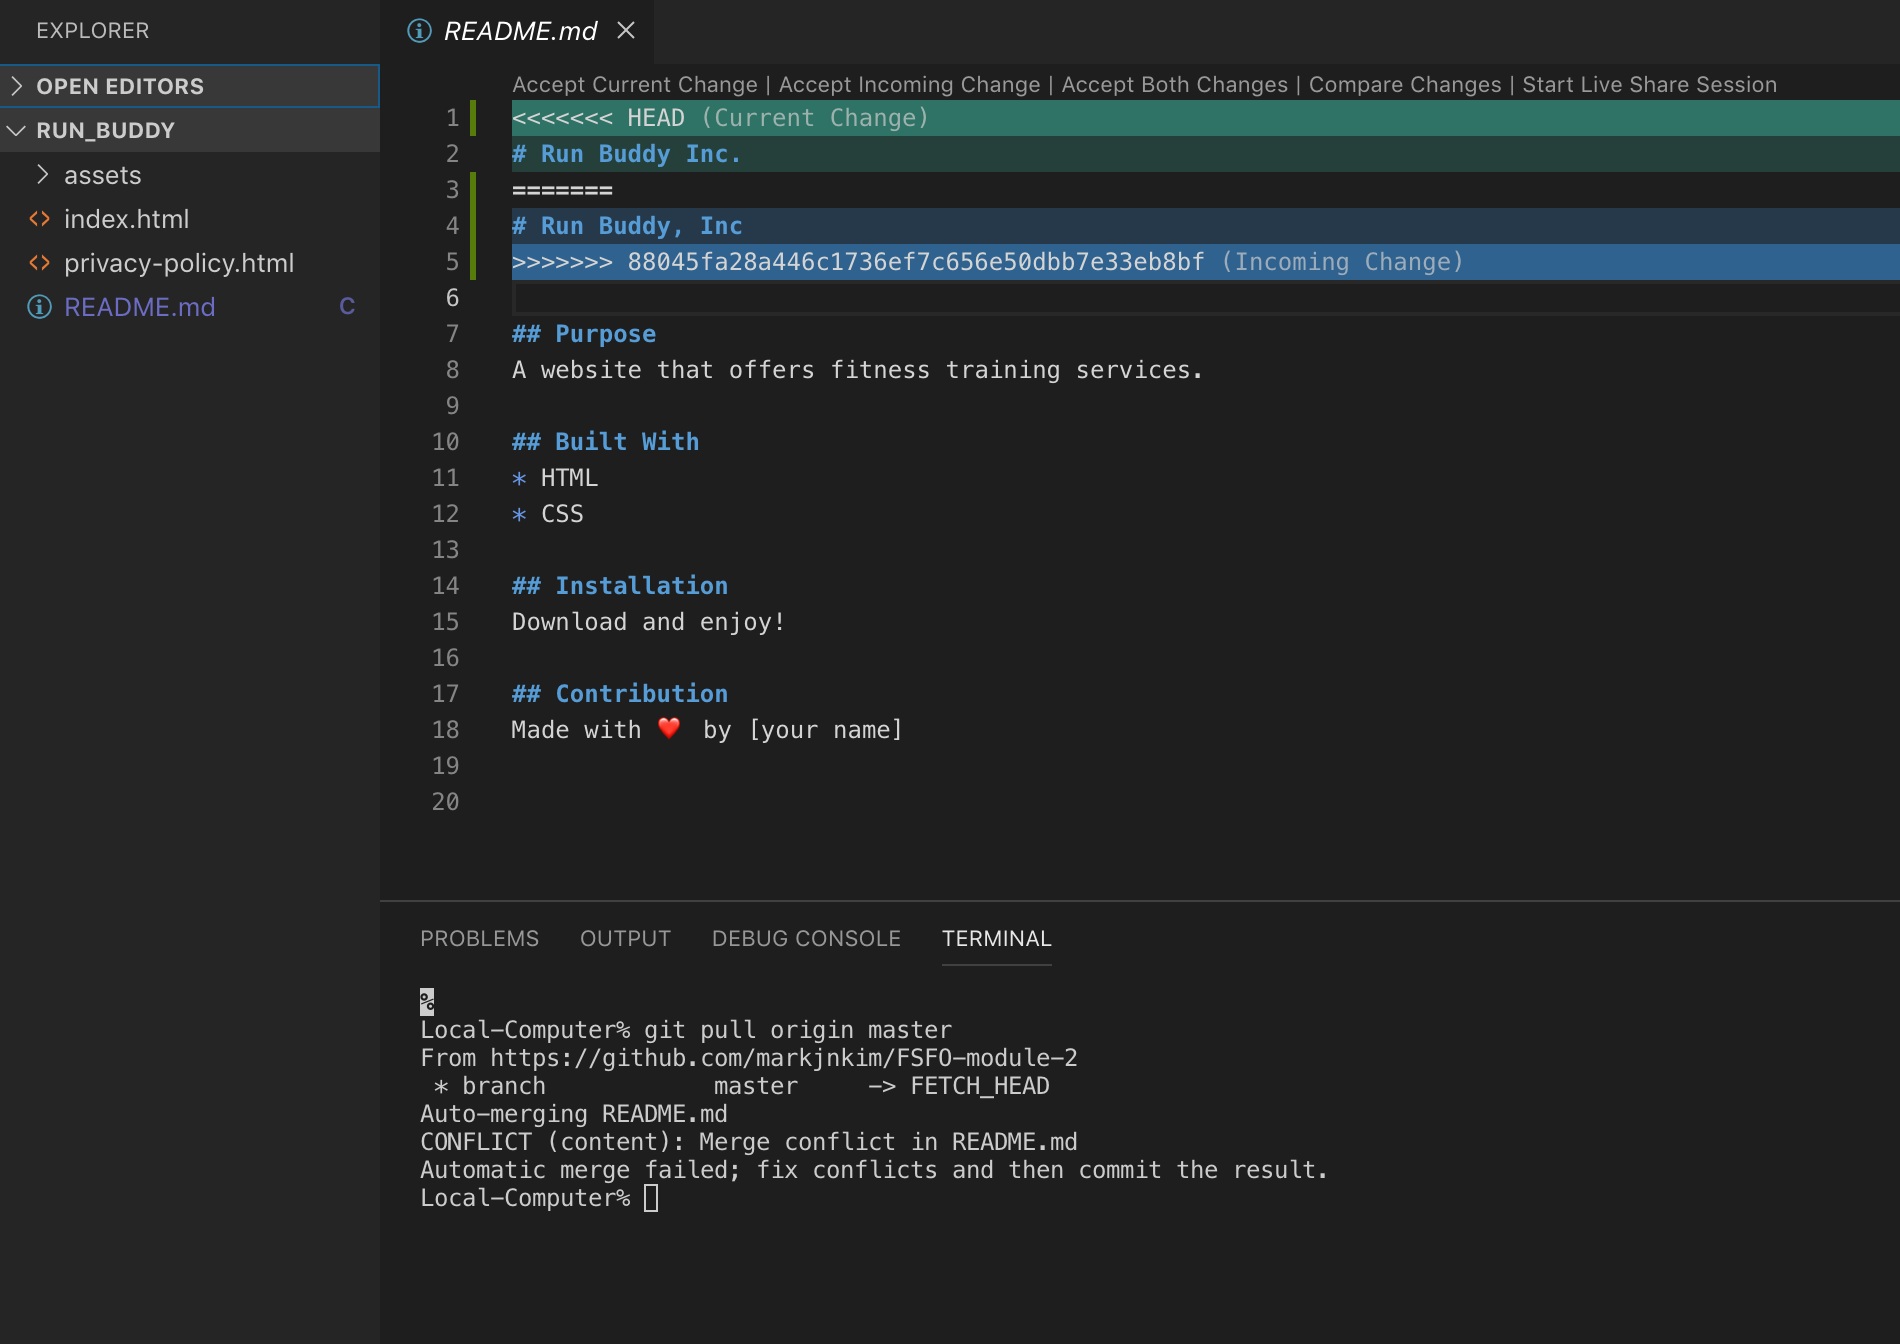 EXPLORER
OPEN EDITORS
RUN_BUDDY
assets
index.html
privacy-policy.html
README.md C
README.md
Accept Current Change | Accept Incoming Change | Accept Both Changes | Compare Changes | Start Live Share Session
1 <<<<<<< HEAD (Current Change)
2 # Run Buddy Inc.
3 =======
4 # Run Buddy, Inc
5 >>>>>>> 88045fa28a446c1736ef7c656e50dbb7e33eb8bf (Incoming Change)
6
7 ## Purpose
8 A website that offers fitness training services.
9
10 ## Built With
11 * HTML
12 * CSS
13
14 ## Installation
15 Download and enjoy!
16
17 ## Contribution
18 Made with ❤️ by [your name]
19
20
PROBLEMS OUTPUT DEBUG CONSOLE TERMINAL
%
Local-Computer% git pull origin master
From https://github.com/markjnkim/FSFO-module-2
* branch master -> FETCH_HEAD
Auto-merging README.md
CONFLICT (content): Merge conflict in README.md
Automatic merge failed; fix conflicts and then commit the result.
Local-Computer%